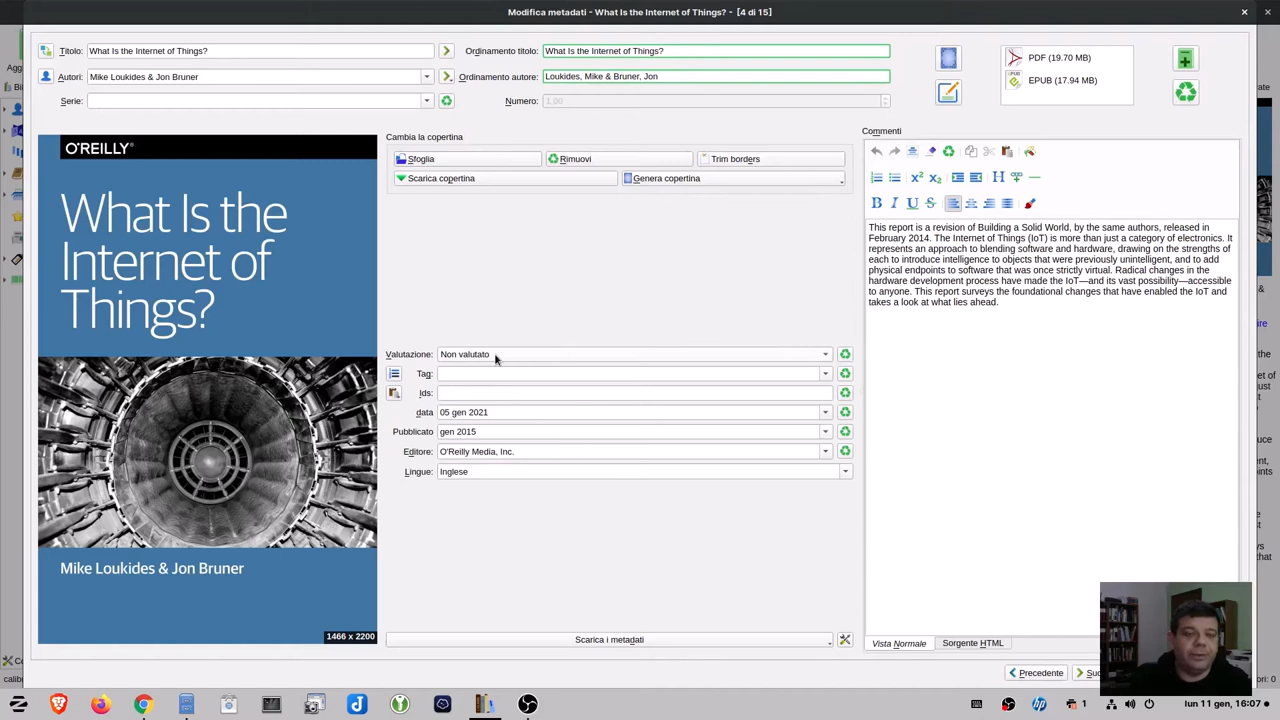 Modifica metadati - What Is the Internet of Things? - [4 di 15]
Titolo: What Is the Internet of Things?
Ordinamento titolo: What Is the Internet of Things?
Autori: Mike Loukides & Jon Bruner
Ordinamento autore: Loukides, Mike & Bruner, Jon
Serie:
Numero: 1,00
PDF (19.70 MB)
EPUB (17.94 MB)
O'REILLY®
What Is the
Internet of
Things?
Mike Loukides & Jon Bruner
1466 x 2200
Cambia la copertina
Sfoglia
Rimuovi
Trim borders
Scarica copertina
Genera copertina
Valutazione: Non valutato
Tag:
Ids:
data 05 gen 2021
Pubblicato gen 2015
Editore: O'Reilly Media, Inc.
Lingue: Inglese
Scarica i metadati
Commenti
This report is a revision of Building a Solid World, by the same authors, released in
February 2014. The Internet of Things (IoT) is more than just a category of electronics. It
represents an approach to blending software and hardware, drawing on the strengths of
each to introduce intelligence to objects that were previously unintelligent, and to add
physical endpoints to software that was once strictly virtual. Radical changes in the
hardware development process have made the IoT—and its vast possibility—accessible
to anyone. This report surveys the foundational changes that have enabled the IoT and
takes a look at what lies ahead.
Vista Normale
Sorgente HTML
Precedente
lun 11 gen, 16:07